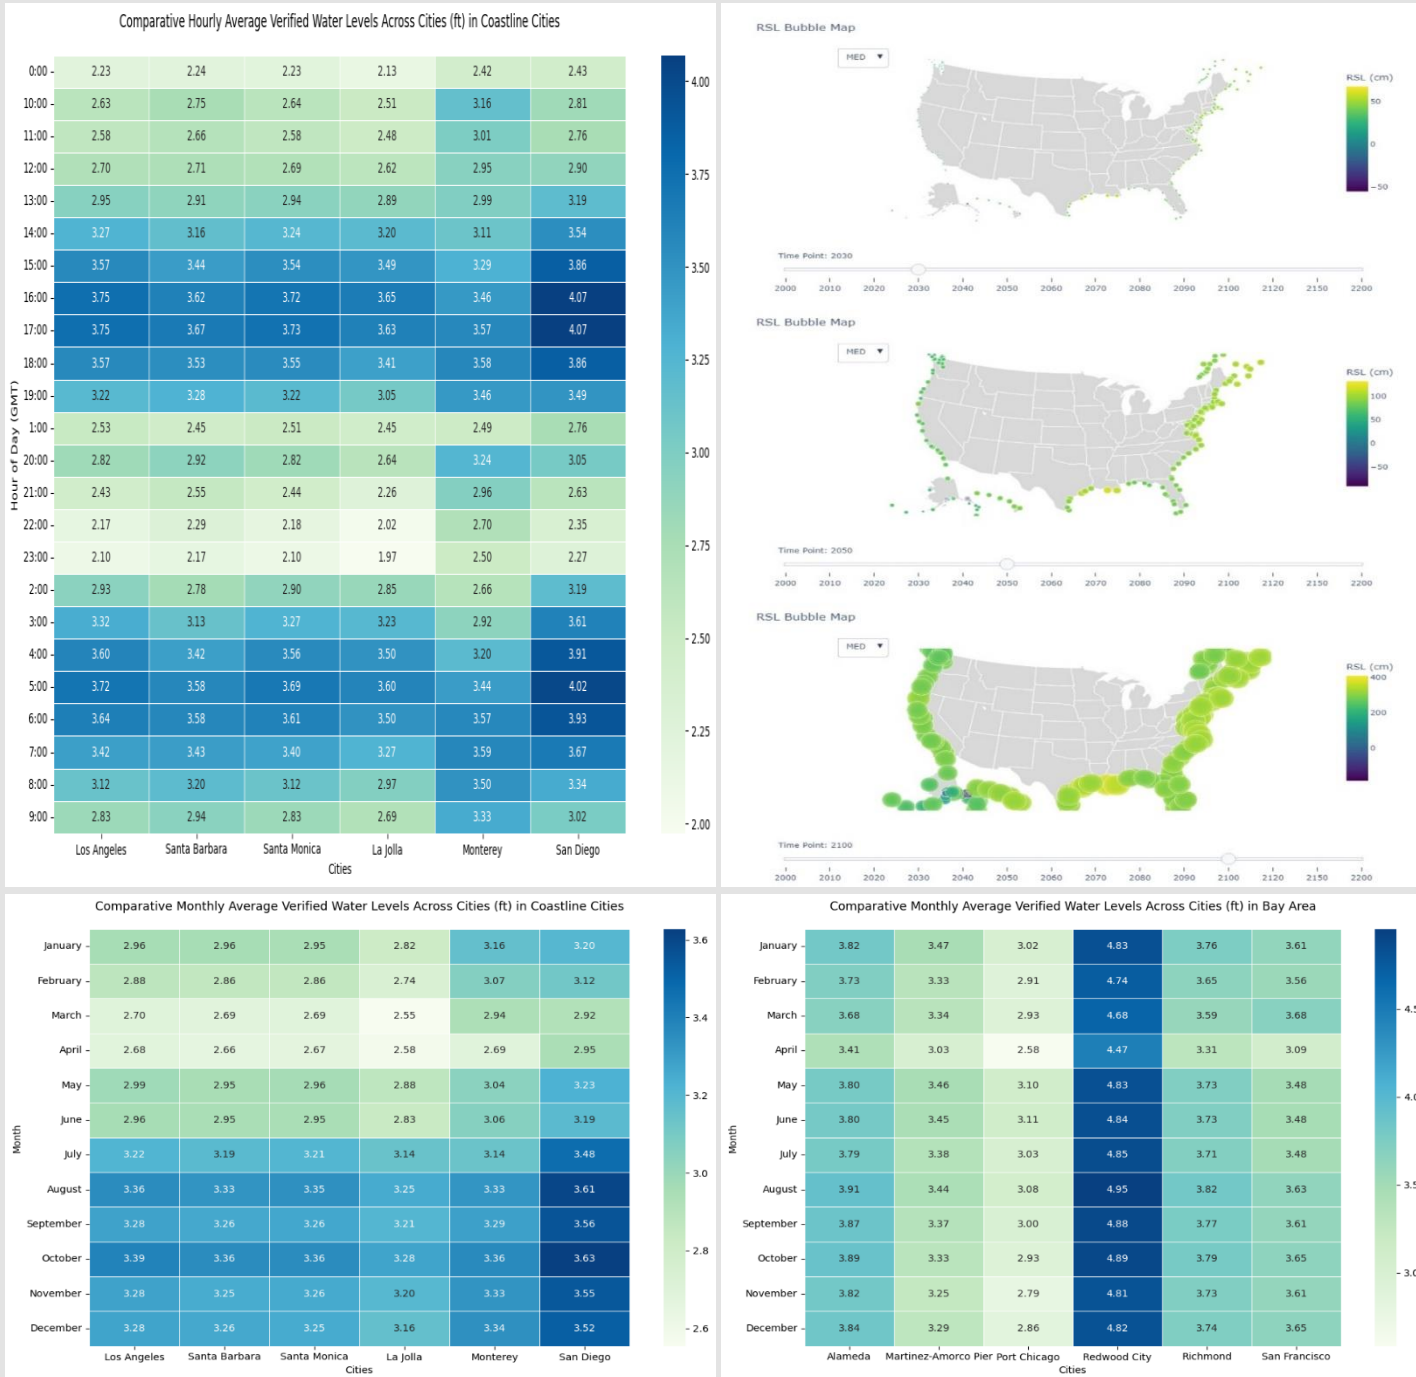 Comparative Hourly Average Verified Water Levels Across Cities (ft) in Coastline Cities
Hour of Day (GMT)
0:00 2.23 2.24 2.23 2.13 2.42 2.43
10:00 2.63 2.75 2.64 2.51 3.16 2.81
11:00 2.58 2.66 2.58 2.48 3.01 2.76
12:00 2.70 2.71 2.69 2.62 2.95 2.90
13:00 2.95 2.91 2.94 2.89 2.99 3.19
14:00 3.27 3.16 3.24 3.20 3.11 3.54
15:00 3.57 3.44 3.54 3.49 3.29 3.86
16:00 3.75 3.62 3.72 3.65 3.46 4.07
17:00 3.75 3.67 3.73 3.63 3.57 4.07
18:00 3.57 3.53 3.55 3.41 3.58 3.86
19:00 3.22 3.28 3.22 3.05 3.46 3.49
1:00 2.53 2.45 2.51 2.45 2.49 2.76
20:00 2.82 2.92 2.82 2.64 3.24 3.05
21:00 2.43 2.55 2.44 2.26 2.96 2.63
22:00 2.17 2.29 2.18 2.02 2.70 2.35
23:00 2.10 2.17 2.10 1.97 2.50 2.27
2:00 2.93 2.78 2.90 2.85 2.66 3.19
3:00 3.32 3.13 3.27 3.23 2.92 3.61
4:00 3.60 3.42 3.56 3.50 3.20 3.91
5:00 3.72 3.58 3.69 3.60 3.44 4.02
6:00 3.64 3.58 3.61 3.50 3.57 3.93
7:00 3.42 3.43 3.40 3.27 3.59 3.67
8:00 3.12 3.20 3.12 2.97 3.50 3.34
9:00 2.83 2.94 2.83 2.69 3.33 3.02
Los Angeles Santa Barbara Santa Monica La Jolla Monterey San Diego
Cities
4.00
3.75
3.50
3.25
3.00
2.75
2.50
2.25
2.00
RSL Bubble Map
MED ▼
RSL (cm)
50
0
−50
Time Point: 2030
2000 2010 2020 2030 2040 2050 2060 2070 2080 2090 2100 2120 2150 2200
RSL Bubble Map
MED ▼
RSL (cm)
100
50
0
−50
Time Point: 2050
2000 2010 2020 2030 2040 2050 2060 2070 2080 2090 2100 2120 2150 2200
RSL Bubble Map
MED ▼
RSL (cm)
400
200
0
Time Point: 2100
2000 2010 2020 2030 2040 2050 2060 2070 2080 2090 2100 2120 2150 2200
Comparative Monthly Average Verified Water Levels Across Cities (ft) in Coastline Cities
Month
January 2.96 2.96 2.95 2.82 3.16 3.20
February 2.88 2.86 2.86 2.74 3.07 3.12
March 2.70 2.69 2.69 2.55 2.94 2.92
April 2.68 2.66 2.67 2.58 2.69 2.95
May 2.99 2.95 2.96 2.88 3.04 3.23
June 2.96 2.95 2.95 2.83 3.06 3.19
July 3.22 3.19 3.21 3.14 3.14 3.48
August 3.36 3.33 3.35 3.25 3.33 3.61
September 3.28 3.26 3.26 3.21 3.29 3.56
October 3.39 3.36 3.36 3.28 3.36 3.63
November 3.28 3.25 3.26 3.20 3.33 3.55
December 3.28 3.26 3.25 3.16 3.34 3.52
Los Angeles Santa Barbara Santa Monica La Jolla Monterey San Diego
Cities
3.6
3.4
3.2
3.0
2.8
2.6
Comparative Monthly Average Verified Water Levels Across Cities (ft) in Bay Area
Month
January 3.82 3.47 3.02 4.83 3.76 3.61
February 3.73 3.33 2.91 4.74 3.65 3.56
March 3.68 3.34 2.93 4.68 3.59 3.68
April 3.41 3.03 2.58 4.47 3.31 3.09
May 3.80 3.46 3.10 4.83 3.73 3.48
June 3.80 3.45 3.11 4.84 3.73 3.48
July 3.79 3.38 3.03 4.85 3.71 3.48
August 3.91 3.44 3.08 4.95 3.82 3.63
September 3.87 3.37 3.00 4.88 3.77 3.61
October 3.89 3.33 2.93 4.89 3.79 3.65
November 3.82 3.25 2.79 4.81 3.73 3.61
December 3.84 3.29 2.86 4.82 3.74 3.65
Alameda Martinez-Amorco Pier Port Chicago Redwood City Richmond San Francisco
Cities
4.5
4.0
3.5
3.0